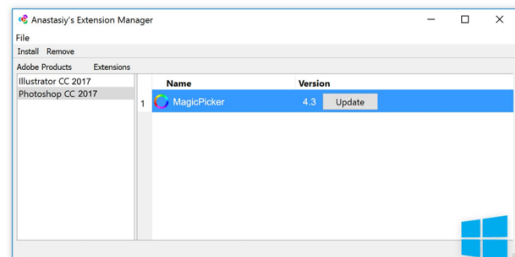 Anastasiy's Extension Manager
File
Install Remove
Adobe Products Extensions
Illustrator CC 2017
Photoshop CC 2017
Name Version
1 MagicPicker 4.3 Update